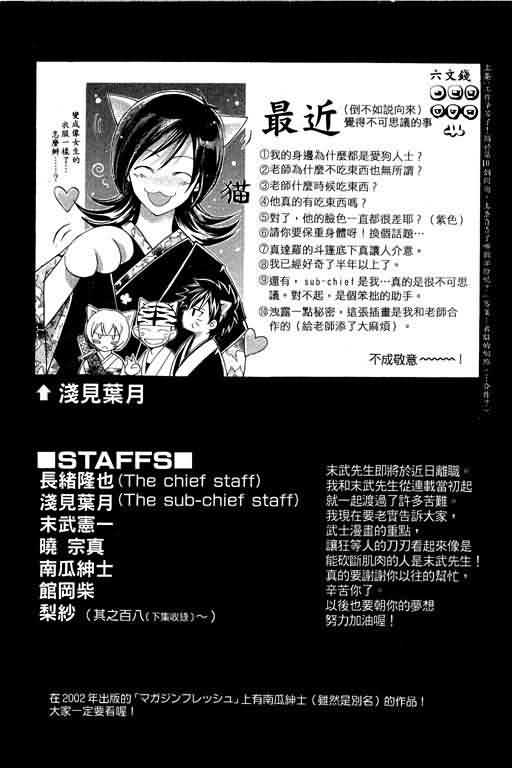 六文錢
最近
(倒不如說向來)
覺得不可思議的事
①我的身邊為什麼都是愛狗人士？
②老師為什麼不吃東西也無所謂？
③老師什麼時候吃東西？
④他真的有吃東西嗎？
⑤對了，他的臉色一直都很差耶？（紫色）
⑥請你要保重身體呀！換個話題…
⑦真達幕的斗篷底下真讓人介意。
⑧我已經好奇了半年以上了。
⑨還有，sub-chief是我…真的是很不可思
議。對不起，是個笨拙的助手。
⑩洩露一點秘密，這張插畫是我和老師合
作的（給老師添了大麻煩）。
不成敬意～～～～！
變成像女生的
衣服一樣了…
怎麼辦……？
猫
⬆ 淺見葉月
■STAFFS■
長緒隆也(The chief staff)
淺見葉月(The sub-chief staff)
末武憲一
曉 宗真
南瓜紳士
館岡柴
梨紗（其之百八《下集收錄》～）
末武先生即將於近日離職。
我和末武先生從連載當初起
就一起渡過了許多苦難。
我現在要老實告訴大家，
武士漫畫的重點，
讓狂等人的刀刃看起來像是
能砍斷肌肉的人是末武先生！
真的要謝謝你以往的幫忙，
辛苦你了。
以後也要朝你的夢想
努力加油喔！
在2002年出版的「マガジンフレッシュ」上有南瓜紳士（雖然是別名）的作品！
大家一定要看喔！